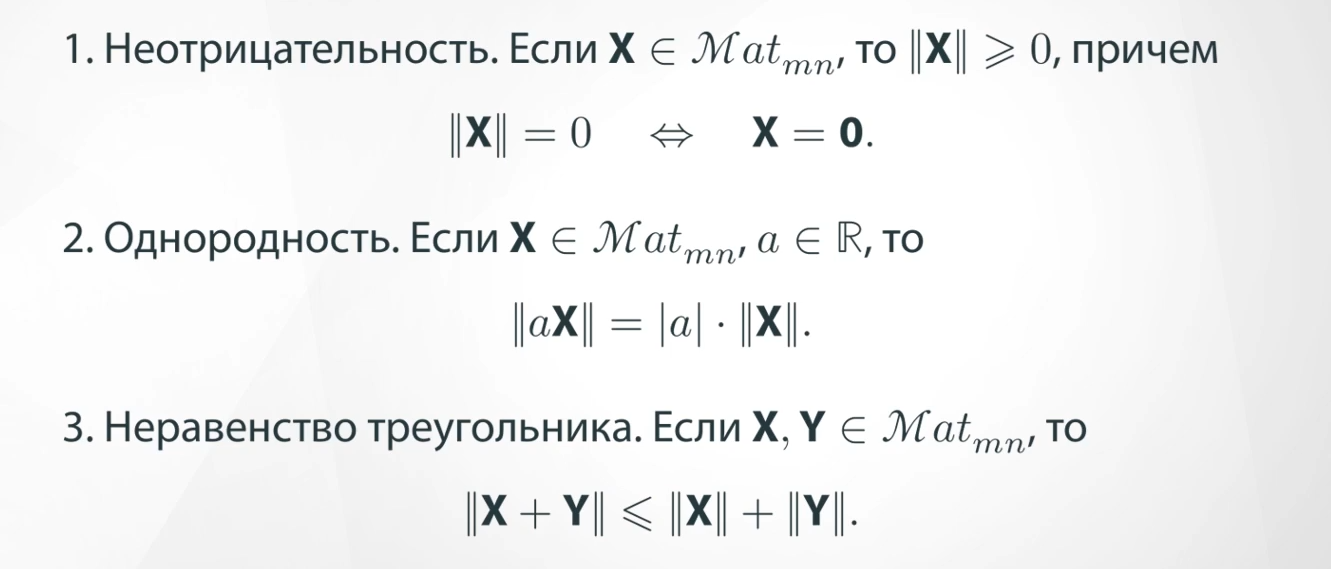 1. Неотрицательность. Если X ∈ Mat_{mn}, то ‖X‖ ⩾ 0, причем
‖X‖ = 0 ⇔ X = 0.
2. Однородность. Если X ∈ Mat_{mn}, a ∈ ℝ, то
‖aX‖ = |a| · ‖X‖.
3. Неравенство треугольника. Если X, Y ∈ Mat_{mn}, то
‖X + Y‖ ⩽ ‖X‖ + ‖Y‖.